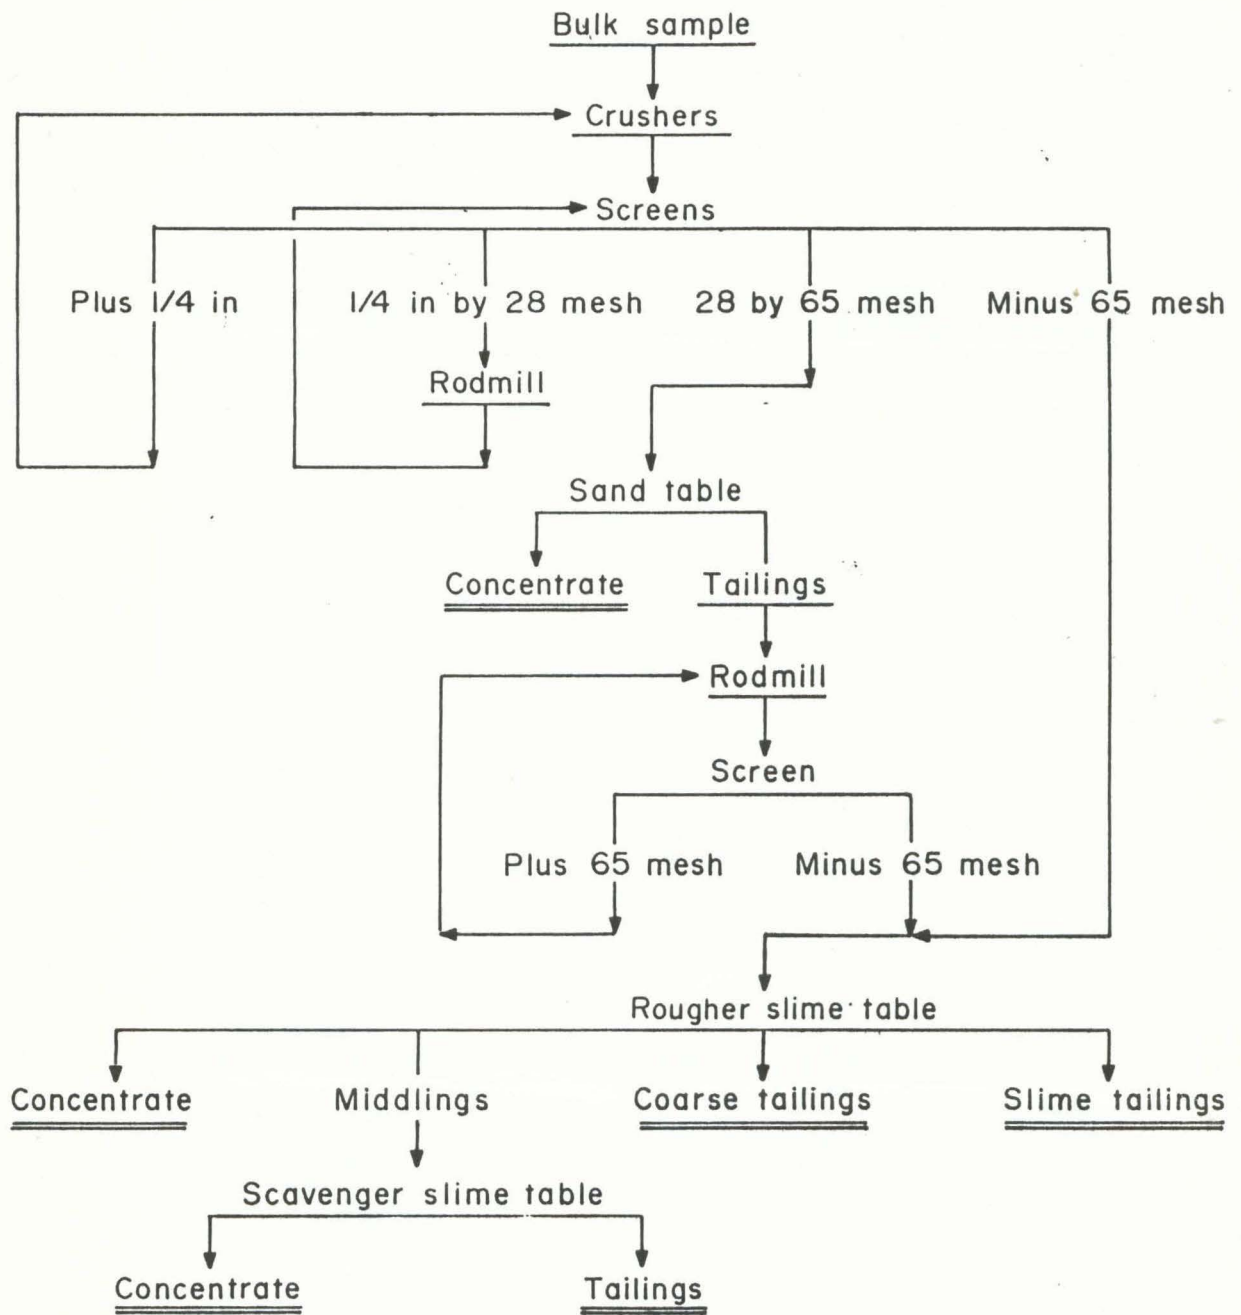 Bulk sample
Crushers
Screens
Plus 1/4 in
1/4 in by 28 mesh
28 by 65 mesh
Minus 65 mesh
Rodmill
Sand table
Concentrate
Tailings
Rodmill
Screen
Plus 65 mesh
Minus 65 mesh
Rougher slime table
Concentrate
Middlings
Coarse tailings
Slime tailings
Scavenger slime table
Concentrate
Tailings